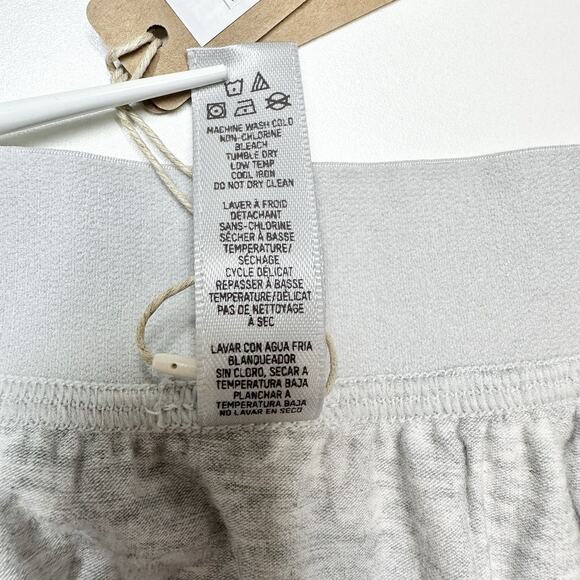 MACHINE WASH COLD
NON-CHLORINE
BLEACH
TUMBLE DRY
LOW TEMP
COOL IRON
DO NOT DRY CLEAN
LAVER À FROID
DÉTACHANT
SANS-CHLORINE
SÉCHER À BASSE
TEMPERATURE/
SÉCHAGE
CYCLE DÉLICAT
REPASSER À BASSE
TEMPÉRATURE/DÉLICAT
PAS DE NETTOYAGE
À SEC
LAVAR CON AGUA FRIA
BLANQUEADOR
SIN CLORO, SECAR A
TEMPERATURA BAJA
PLANCHAR A
TEMPERATURA BAJA
NO LAVAR EN SECO